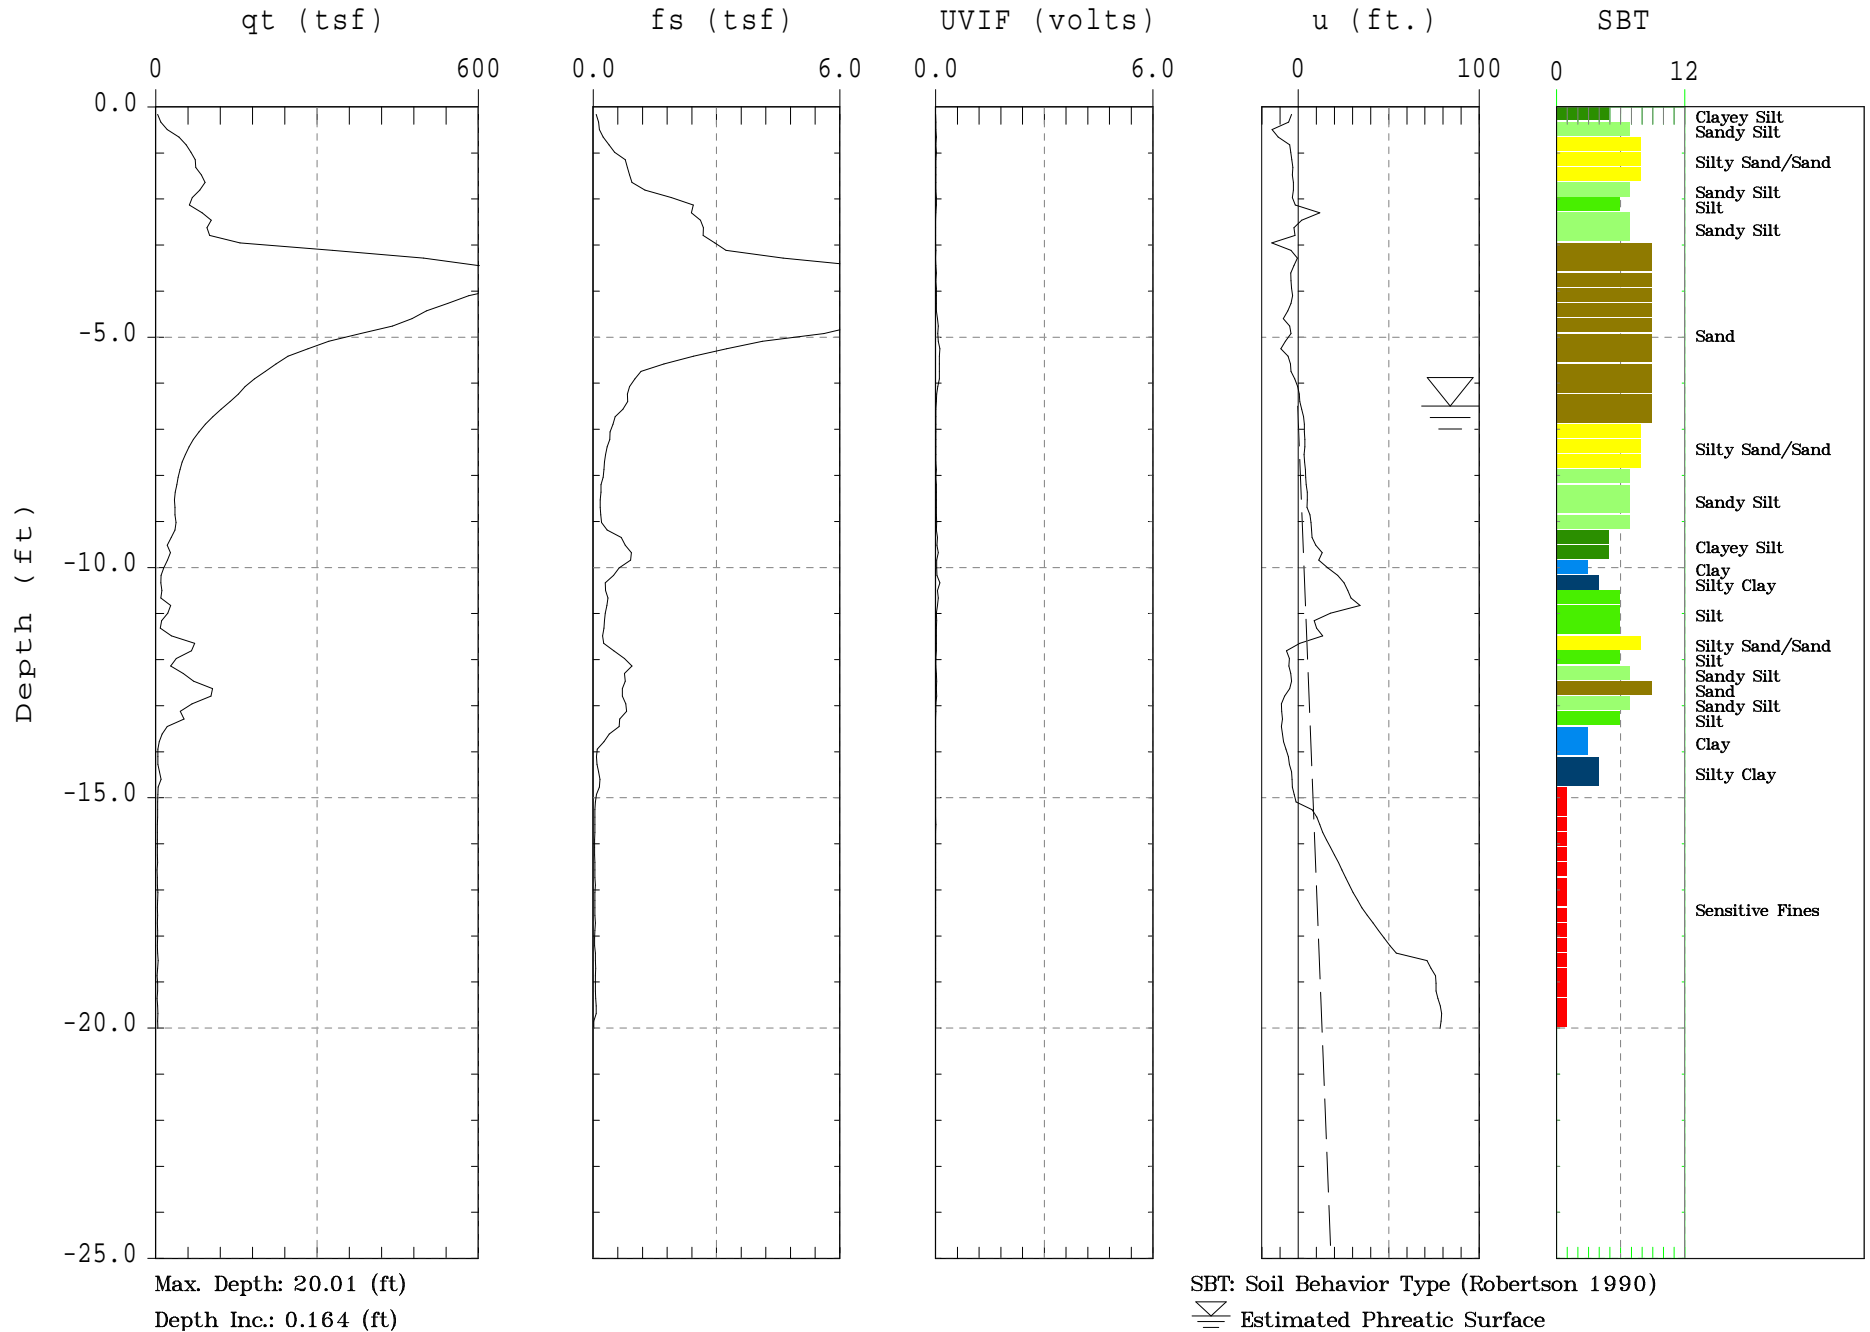 qt (tsf) fs (tsf) UVIF (volts) u (ft.) SBT
0 600 0.0 6.0 0.0 6.0 0 100 0 12
0.0
-5.0
-10.0
-15.0
-20.0
-25.0
Depth (ft)
Clayey Silt
Sandy Silt
Silty Sand/Sand
Sandy Silt
Silt
Sandy Silt
Sand
Silty Sand/Sand
Sandy Silt
Clayey Silt
Clay
Silty Clay
Silt
Silty Sand/Sand
Silt
Sandy Silt
Sand
Sandy Silt
Silt
Clay
Silty Clay
Sensitive Fines
Max. Depth: 20.01 (ft)
Depth Inc.: 0.164 (ft)
SBT: Soil Behavior Type (Robertson 1990)
Estimated Phreatic Surface